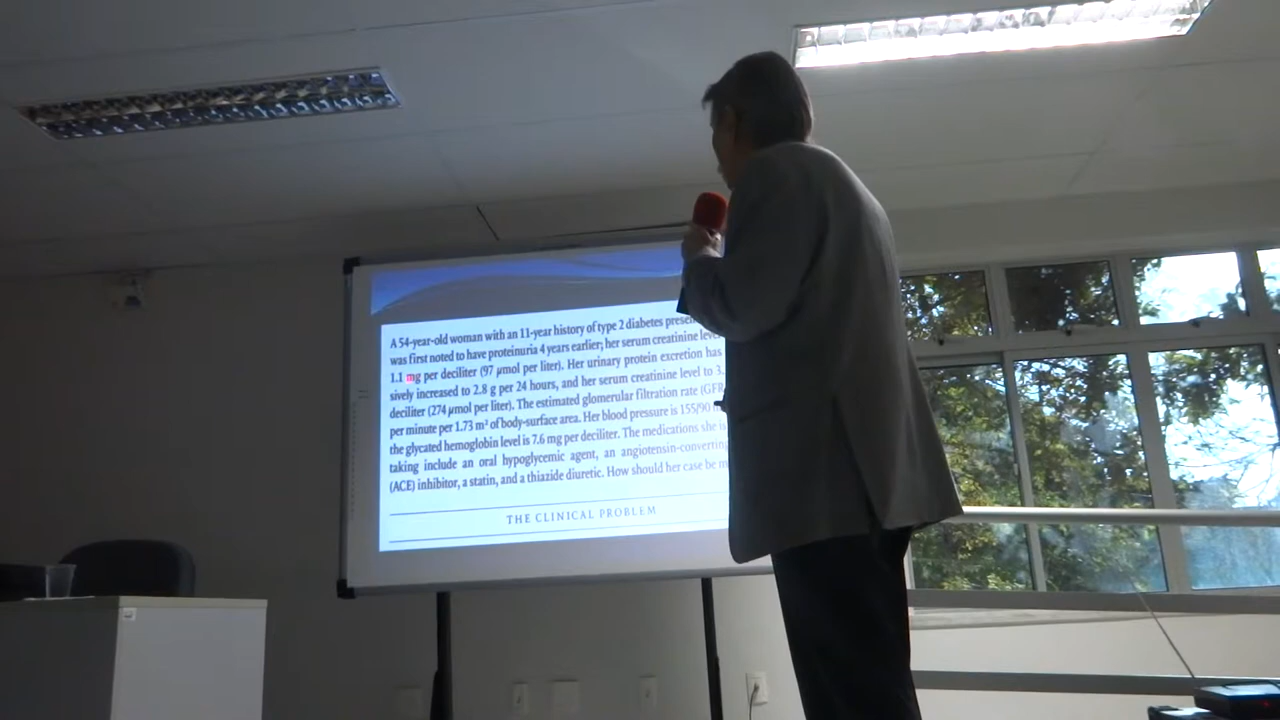 A 54-year-old woman with an 11-year history of type 2 diabetes
was first noted to have proteinuria 4 years earlier; her serum creatinine
1.1 mg per deciliter (97 μmol per liter). Her urinary protein excretion has
sively increased to 2.8 g per 24 hours, and her serum creatinine level to 3.
deciliter (274 μmol per liter). The estimated glomerular filtration rate (GFR
per minute per 1.73 m² of body-surface area. Her blood pressure is 155/90
the glycated hemoglobin level is 7.6 mg per deciliter. The medications she is
taking include an oral hypoglycemic agent, an angiotensin-converting
(ACE) inhibitor, a statin, and a thiazide diuretic. How should her case be
THE CLINICAL PROBLEM